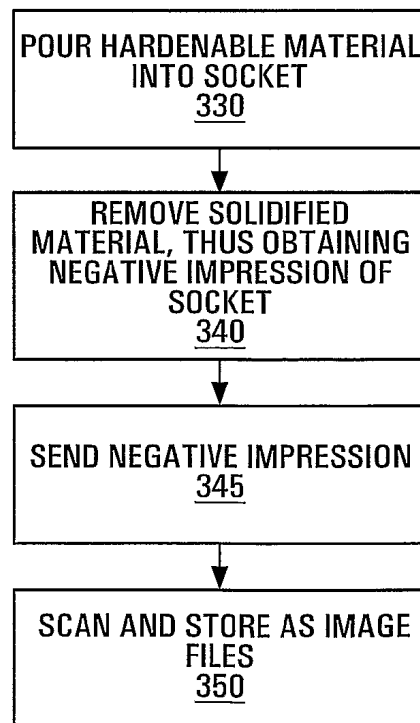 POUR HARDENABLE MATERIAL
INTO SOCKET
330
REMOVE SOLIDIFIED
MATERIAL, THUS OBTAINING
NEGATIVE IMPRESSION OF
SOCKET
340
SEND NEGATIVE IMPRESSION
345
SCAN AND STORE AS IMAGE
FILES
350